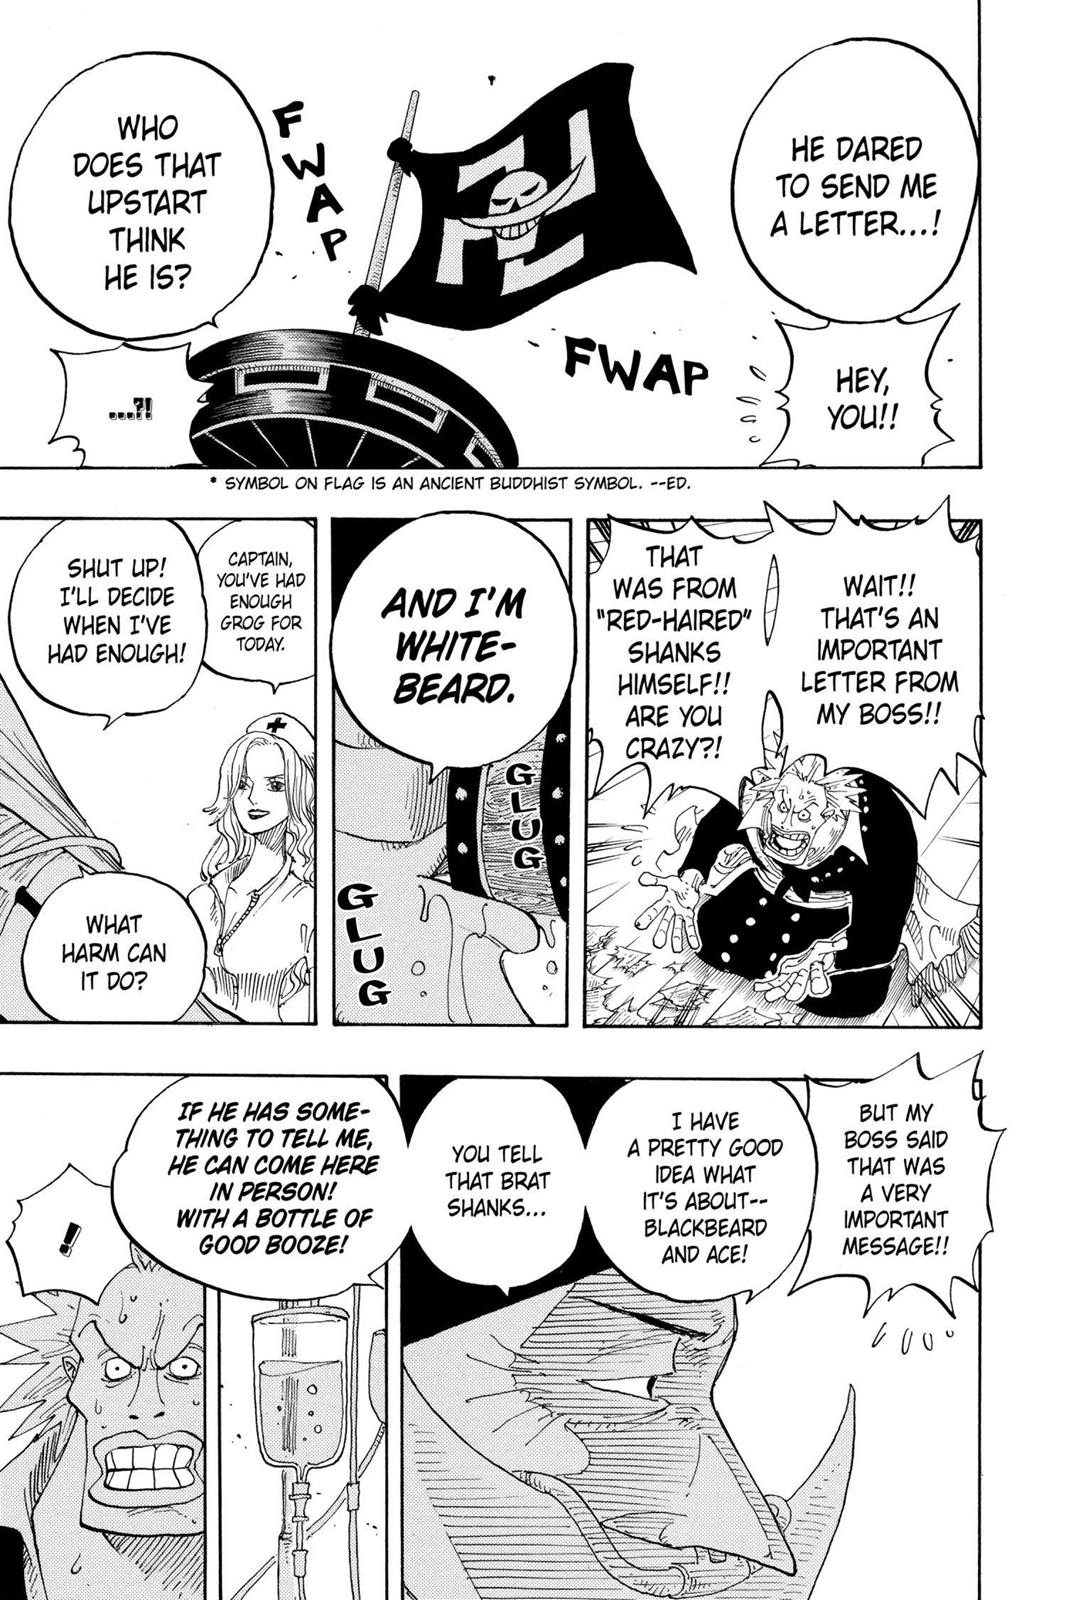 HE DARED
TO SEND ME
A LETTER...!
HEY,
YOU!!
FWAP
FWAP
WHO
DOES THAT
UPSTART
THINK
HE IS?
...?!
* SYMBOL ON FLAG IS AN ANCIENT BUDDHIST SYMBOL. --ED.
WAIT!!
THAT'S AN
IMPORTANT
LETTER FROM
MY BOSS!!
THAT
WAS FROM
"RED-HAIRED"
SHANKS
HIMSELF!!
ARE YOU
CRAZY?!
AND I'M
WHITE-
BEARD.
GLUG
GLUG
CAPTAIN,
YOU'VE HAD
ENOUGH
GROG FOR
TODAY.
SHUT UP!
I'LL DECIDE
WHEN I'VE
HAD ENOUGH!
WHAT
HARM CAN
IT DO?
BUT MY
BOSS SAID
THAT WAS
A VERY
IMPORTANT
MESSAGE!!
I HAVE
A PRETTY GOOD
IDEA WHAT
IT'S ABOUT--
BLACKBEARD
AND ACE!
YOU TELL
THAT BRAT
SHANKS...
IF HE HAS SOME-
THING TO TELL ME,
HE CAN COME HERE
IN PERSON!
WITH A BOTTLE OF
GOOD BOOZE!
!